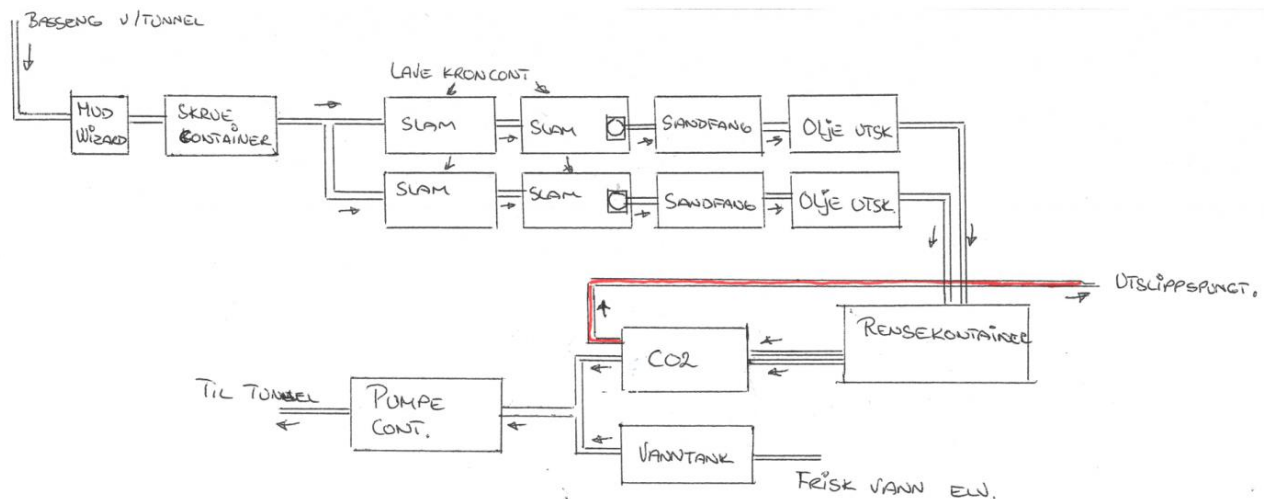 BASSENG V/TUNNEL
MUD
WIZARD
SKRUE
CONTAINER
LAVE KRONCONT
SLAM
SLAM
SANDFANG
OLJE UTSK
SLAM
SLAM
SANDFANG
OLJE UTSK.
UTSLIPPSPUNGT.
RENSEKONTAINER
CO2
TIL TUNNEL
PUMPE
CONT.
VANNTANK
FRISK VANN ELV.